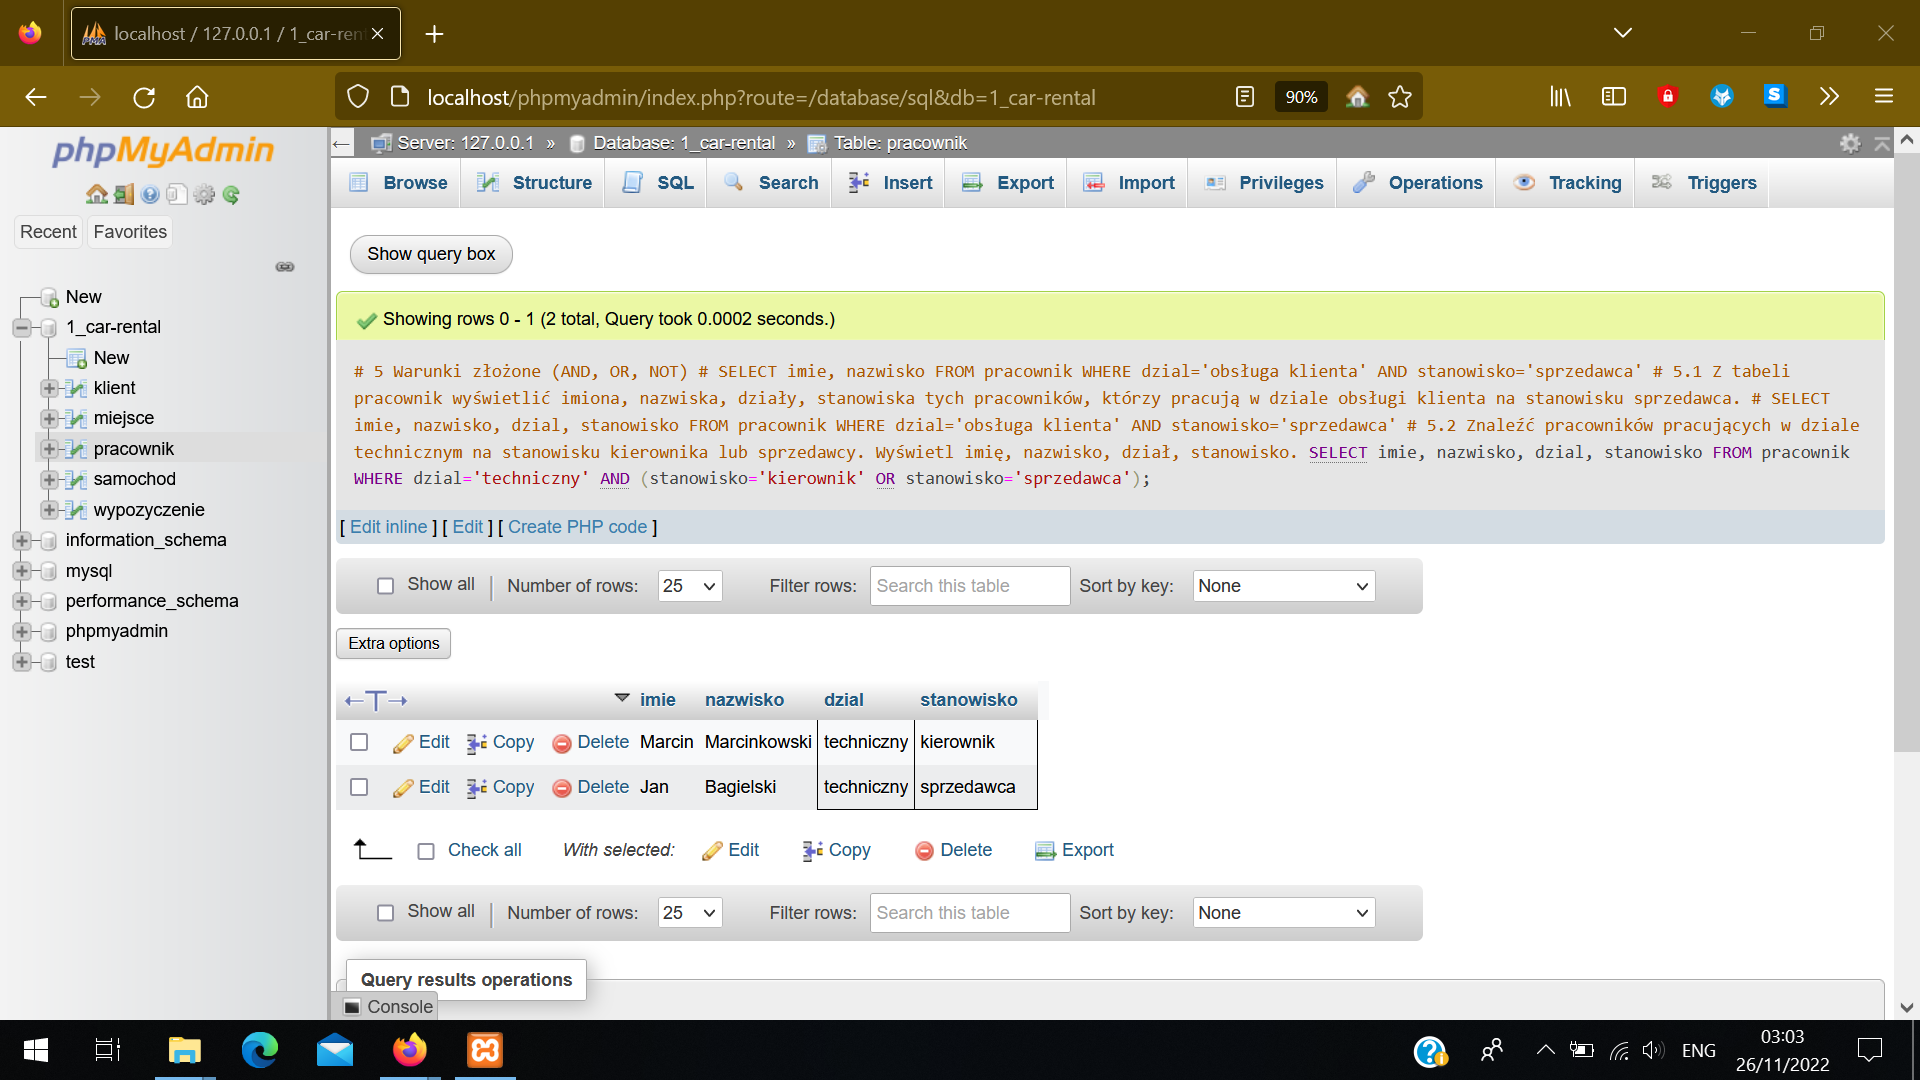 localhost / 127.0.0.1 / 1_car-ren
localhost/phpmyadmin/index.php?route=/database/sql&db=1_car-rental
90%
phpMyAdmin
Recent
Favorites
New
1_car-rental
New
klient
miejsce
pracownik
samochod
wypozyczenie
information_schema
mysql
performance_schema
phpmyadmin
test
Server: 127.0.0.1 » Database: 1_car-rental » Table: pracownik
Browse Structure SQL Search Insert Export Import Privileges Operations Tracking Triggers
Show query box
Showing rows 0 - 1 (2 total, Query took 0.0002 seconds.)
# 5 Warunki złożone (AND, OR, NOT) # SELECT imie, nazwisko FROM pracownik WHERE dzial='obsługa klienta' AND stanowisko='sprzedawca' # 5.1 Z tabeli
pracownik wyświetlić imiona, nazwiska, działy, stanowiska tych pracowników, którzy pracują w dziale obsługi klienta na stanowisku sprzedawca. # SELECT
imie, nazwisko, dzial, stanowisko FROM pracownik WHERE dzial='obsługa klienta' AND stanowisko='sprzedawca' # 5.2 Znaleźć pracowników pracujących w dziale
technicznym na stanowisku kierownika lub sprzedawcy. Wyświetl imię, nazwisko, dział, stanowisko. SELECT imie, nazwisko, dzial, stanowisko FROM pracownik
WHERE dzial='techniczny' AND (stanowisko='kierownik' OR stanowisko='sprzedawca');
[ Edit inline ] [ Edit ] [ Create PHP code ]
Show all | Number of rows: 25 Filter rows: Search this table Sort by key: None
Extra options
imie nazwisko dzial stanowisko
Edit Copy Delete Marcin Marcinkowski techniczny kierownik
Edit Copy Delete Jan Bagielski techniczny sprzedawca
Check all With selected: Edit Copy Delete Export
Show all | Number of rows: 25 Filter rows: Search this table Sort by key: None
Query results operations
Console
ENG
03:03
26/11/2022